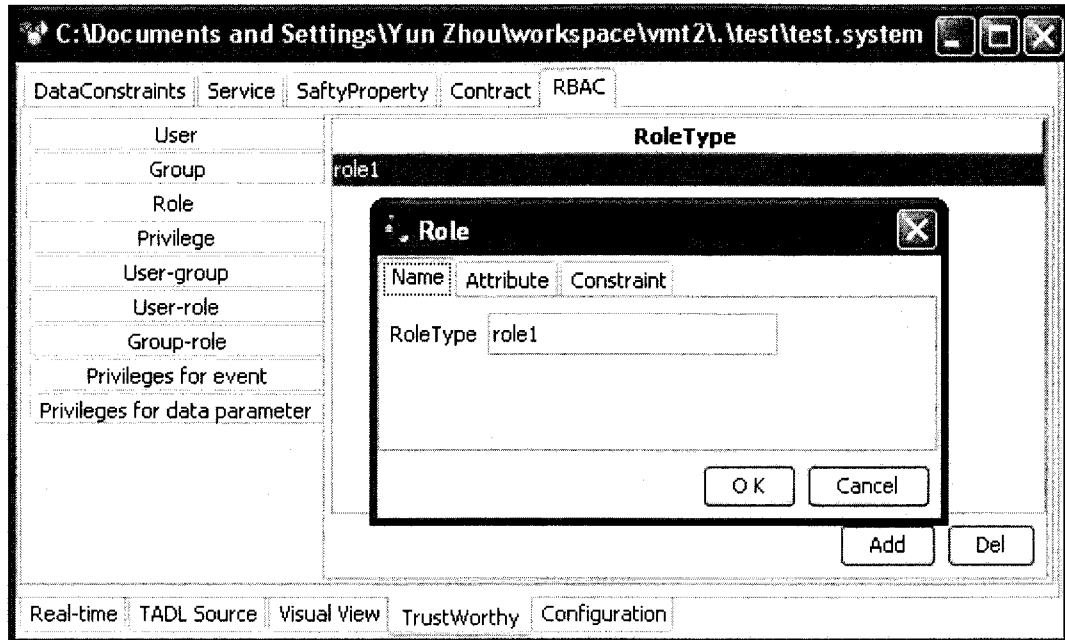 C:\Documents and Settings\Yun Zhou\workspace\vmt2\.\test\test.system
DataConstraints Service SaftyProperty Contract RBAC
User
Group
Role
Privilege
User-group
User-role
Group-role
Privileges for event
Privileges for data parameter
RoleType
role1
Role
Name Attribute Constraint
RoleType role1
OK Cancel
Add Del
Real-time TADL Source Visual View TrustWorthy Configuration